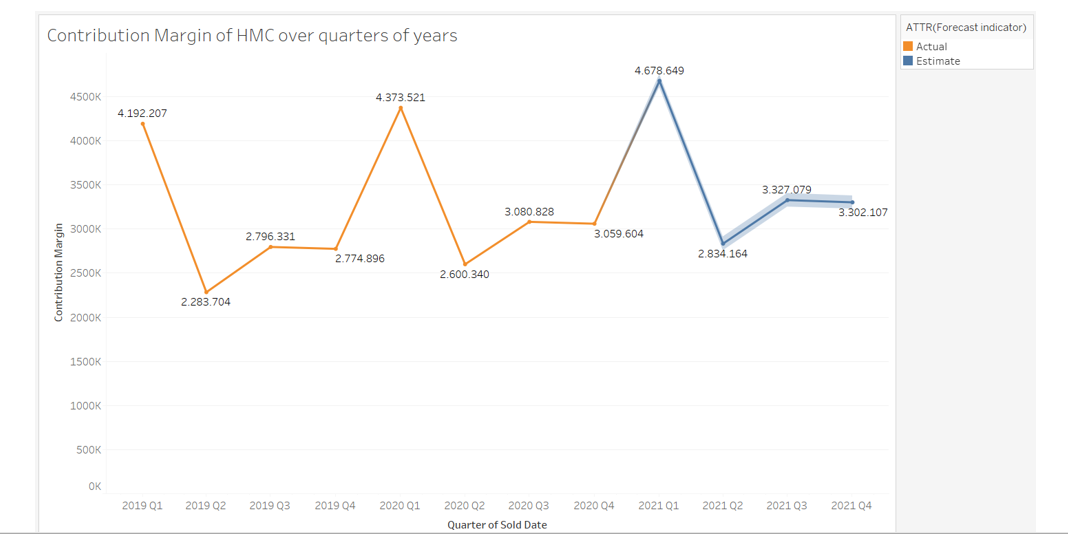 Contribution Margin of HMC over quarters of years
ATTR(Forecast indicator)
Actual
Estimate
Contribution Margin
4500K
4000K
3500K
3000K
2500K
2000K
1500K
1000K
500K
0K
4.192.207
2.283.704
2.796.331
2.774.896
4.373.521
2.600.340
3.080.828
3.059.604
4.678.649
2.834.164
3.327.079
3.302.107
2019 Q1 2019 Q2 2019 Q3 2019 Q4 2020 Q1 2020 Q2 2020 Q3 2020 Q4 2021 Q1 2021 Q2 2021 Q3 2021 Q4
Quarter of Sold Date